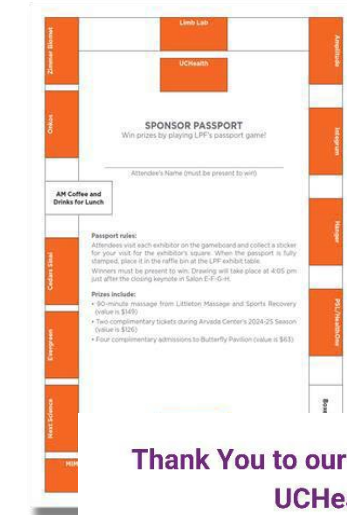 Limb Lab
UCHealth
Zimmer Biomet
Amplitude
Onkos
Integrum
SPONSOR PASSPORT
Win prizes by playing LPF's passport game!
Attendee's Name (must be present to win)
AM Coffee and
Drinks for Lunch
Hanger
Passport rules:
Attendees visit each exhibitor on the gameboard and collect a sticker
for your visit for the exhibitor's square. When the passport is fully
stamped, place it in the raffle bin at the LPF exhibit table.
Winners must be present to win. Drawing will take place at 4:05 pm
just after the closing keynote in Salon E-F-G-H.
Cedars Sinai
Prizes include:
• 90-minute massage from Littleton Massage and Sports Recovery
(value is $149)
• Two complimentary tickets during Arvada Center's 2024-25 Season
(value is $126)
• Four complimentary admissions to Butterfly Pavilion (value is $63)
PSL/HealthOne
Evergreen
Next Science
Thank You to our
UCHea